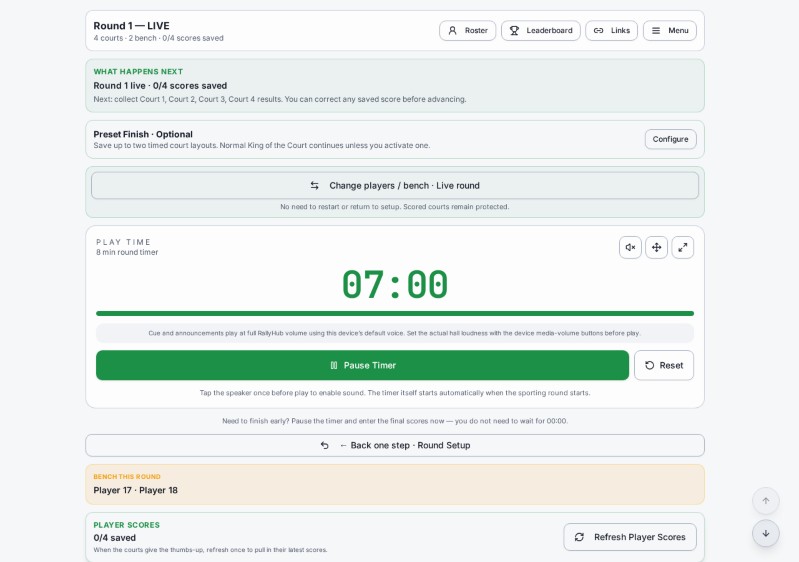 Round 1 — LIVE
4 courts · 2 bench · 0/4 scores saved
Roster
Leaderboard
Links
Menu
WHAT HAPPENS NEXT
Round 1 live · 0/4 scores saved
Next: collect Court 1, Court 2, Court 3, Court 4 results. You can correct any saved score before advancing.
Preset Finish · Optional
Save up to two timed court layouts. Normal King of the Court continues unless you activate one.
Configure
Change players / bench · Live round
No need to restart or return to setup. Scored courts remain protected.
PLAY TIME
8 min round timer
07:00
Cue and announcements play at full RallyHub volume using this device's default voice. Set the actual hall loudness with the device media-volume buttons before play.
Pause Timer
Reset
Tap the speaker once before play to enable sound. The timer itself starts automatically when the sporting round starts.
Need to finish early? Pause the timer and enter the final scores now — you do not need to wait for 00:00.
← Back one step · Round Setup
BENCH THIS ROUND
Player 17 · Player 18
PLAYER SCORES
0/4 saved
When the courts give the thumbs-up, refresh once to pull in their latest scores.
Refresh Player Scores